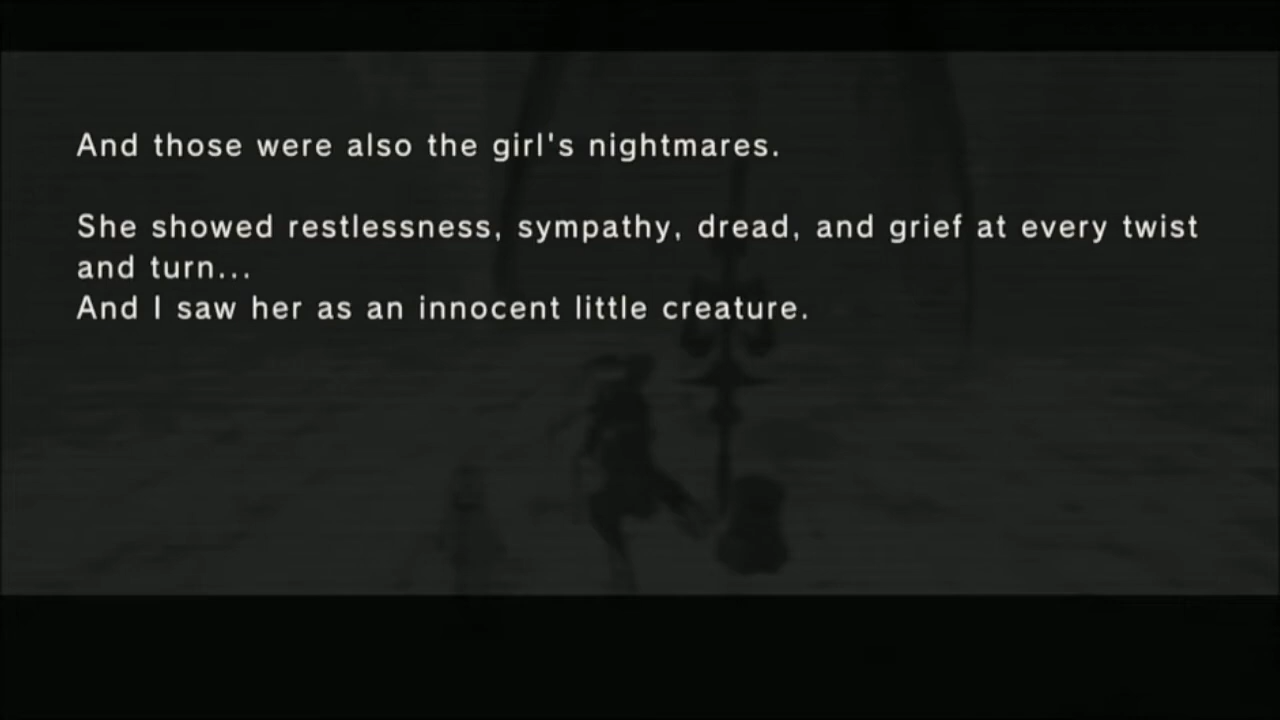 And those were also the girl's nightmares.
She showed restlessness, sympathy, dread, and grief at every twist
and turn...
And I saw her as an innocent little creature.